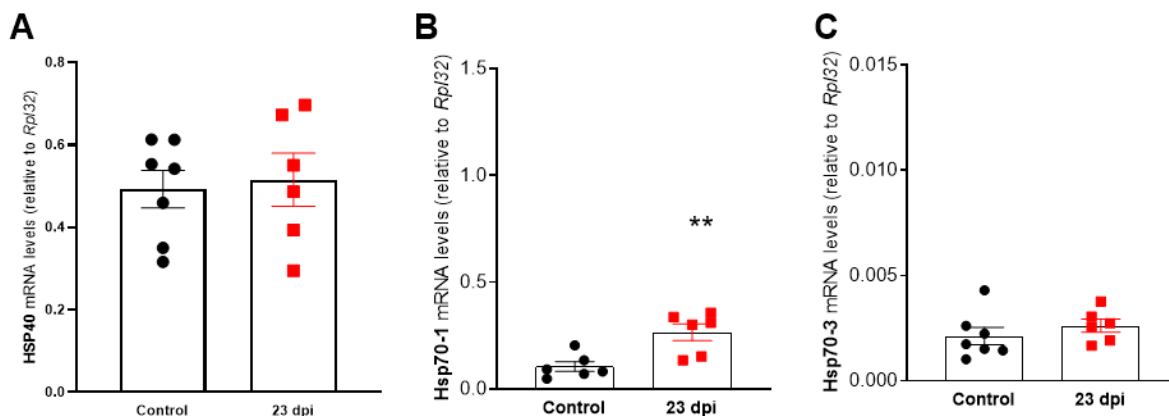 A
HSP40 mRNA levels (relative to Rpl32)
0.8
0.6
0.4
0.2
0.0
Control
23 dpi
B
Hsp70-1 mRNA levels (relative to Rpl32)
1.5
1.0
0.5
0.0
**
Control
23 dpi
C
Hsp70-3 mRNA levels (relative to Rpl32)
0.015
0.010
0.005
0.000
Control
23 dpi